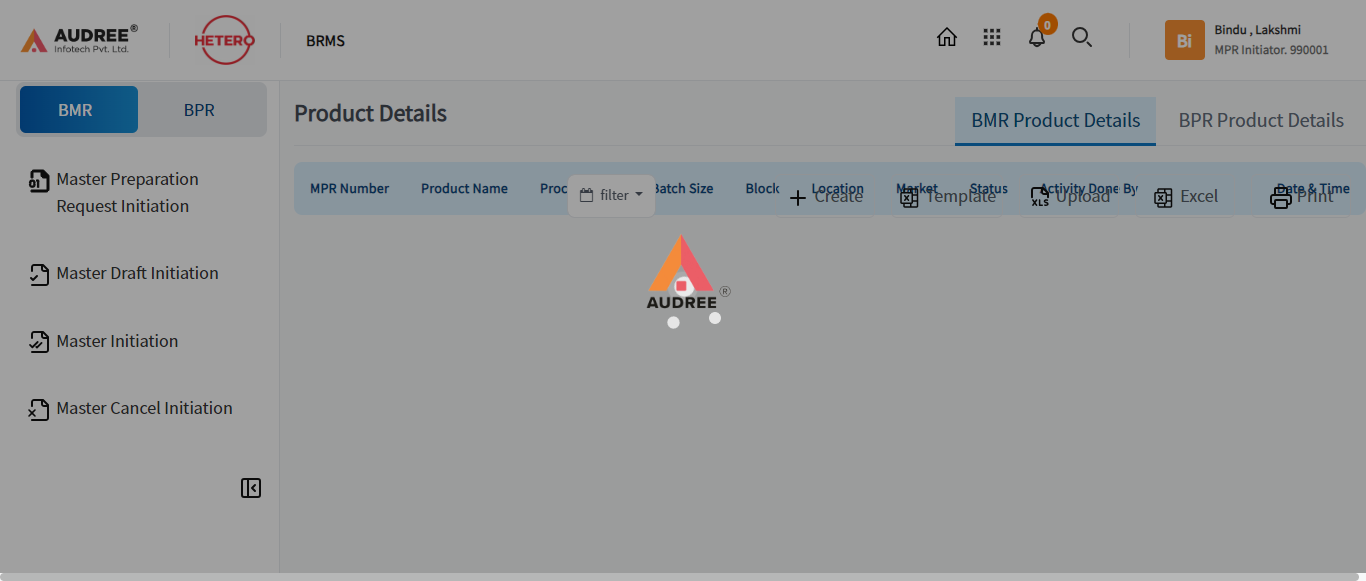 AUDREE®
Infotech Pvt. Ltd.
HETERO
BRMS
0
Bi
Bindu , Lakshmi
MPR Initiator. 990001
BMR
BPR
Product Details
BMR Product Details
BPR Product Details
Master Preparation
Request Initiation
Master Draft Initiation
Master Initiation
Master Cancel Initiation
MPR Number Product Name Proc Batch Size Block Location Market Status Activity Done By Date & Time
filter
Create
Template
XLS Upload
Excel
Print
AUDREE ®
01